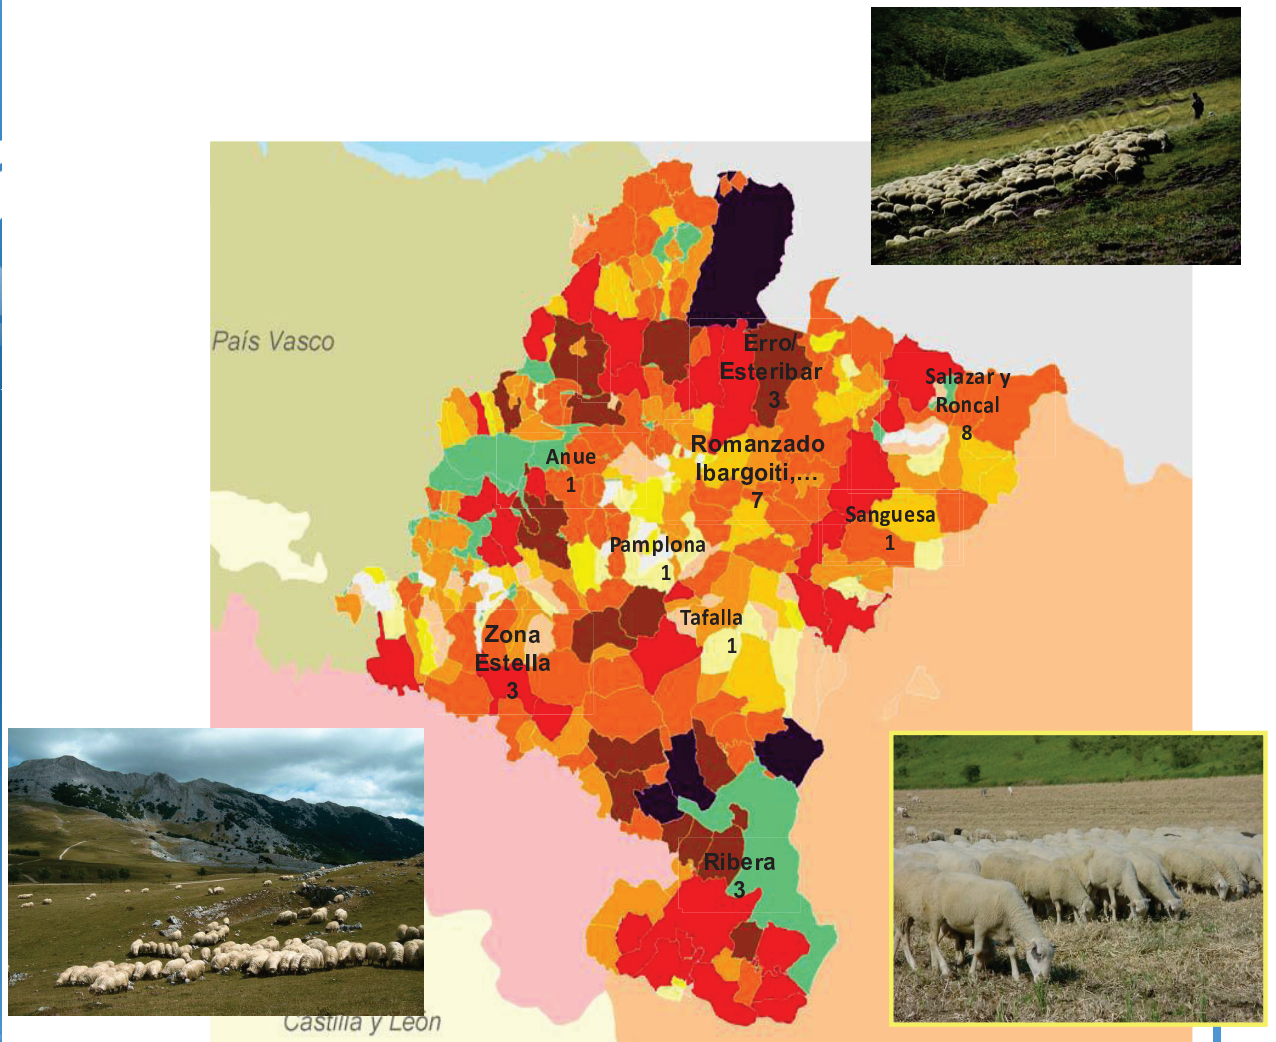 País Vasco
Erro/
Esteribar
3
Salazar y
Roncal
8
Romanzado
Ibargoiti,...
7
Anue
1
Sanguesa
1
Pamplona
1
Tafalla
1
Zona
Estella
3
Ribera
3
Castilla y León